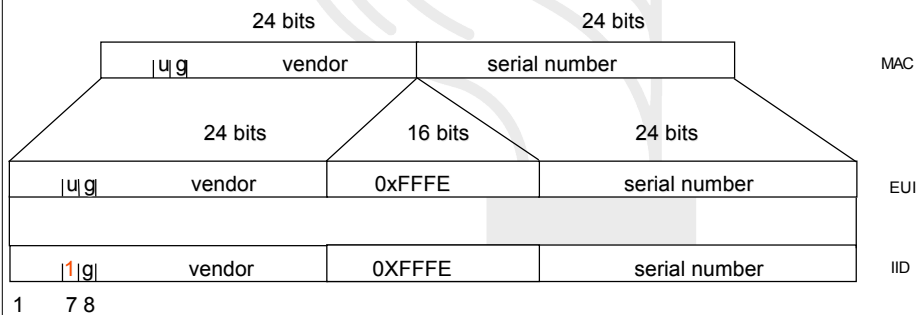 24 bits 24 bits
|u|g| vendor serial number MAC
24 bits 16 bits 24 bits
|u|g| vendor 0xFFFE serial number EUI
|1|g| vendor 0XFFFE serial number IID
1 7 8